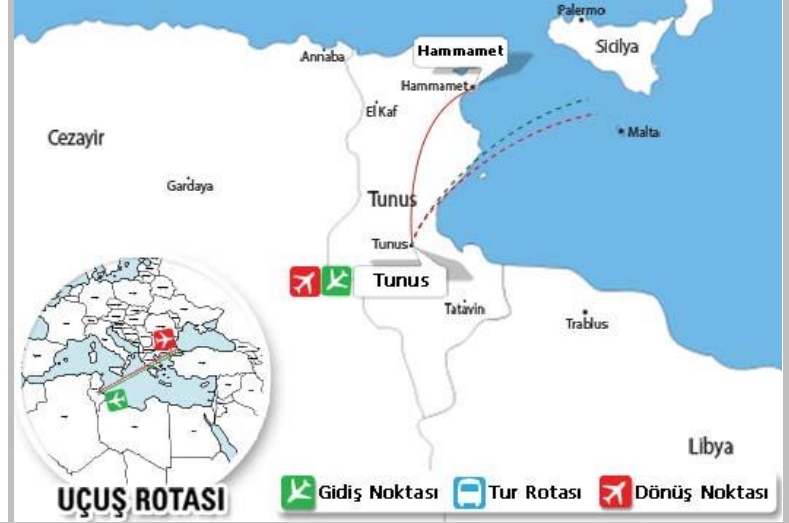 Palermo
Sicilya
Hammamet
Annaba
Hammamet
El Kaf
Malta
Cezayir
Gardaya
Tunus
Tunus
Tunus
Tatavin
Trablus
Libya
UÇUŞ ROTASI
Gidiş Noktası
Tur Rotası
Dönüş Noktası